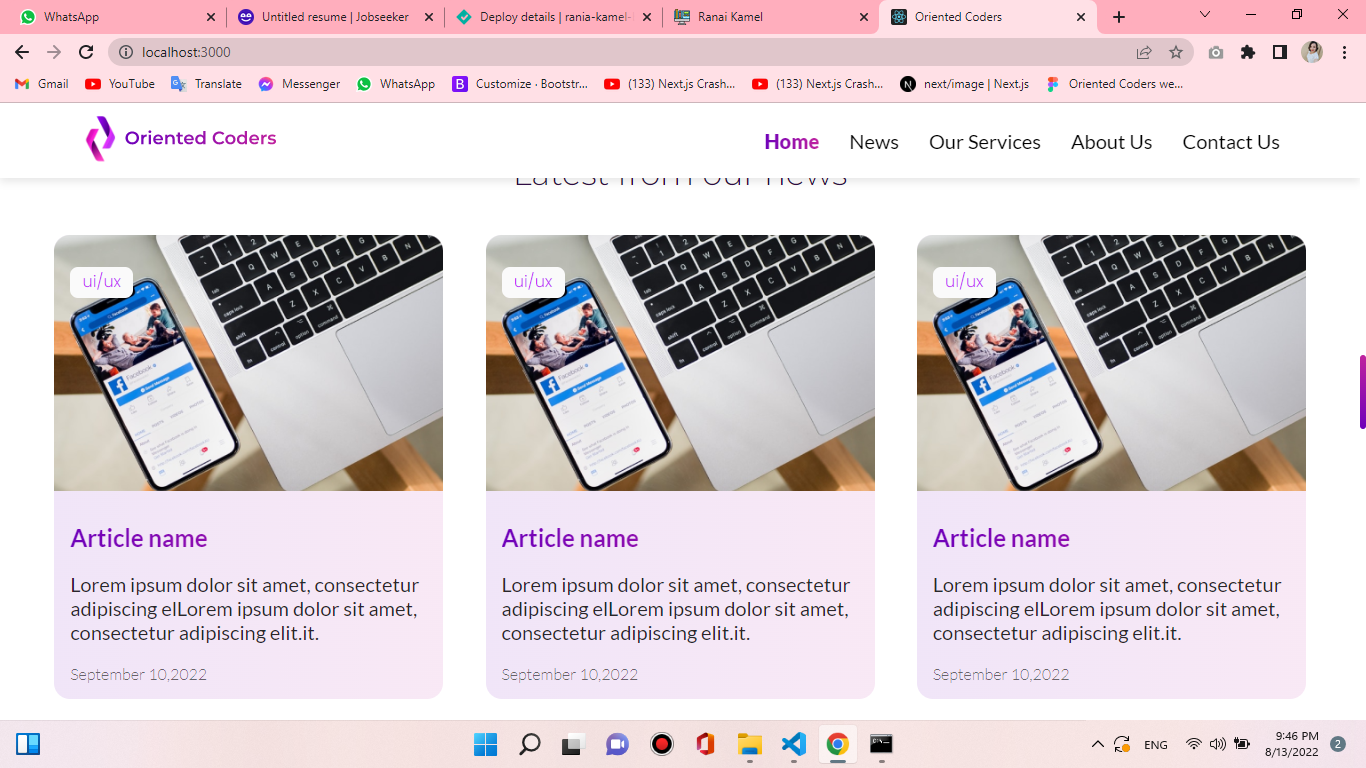 WhatsApp
Untitled resume | Jobseeker
Deploy details | rania-kamel-
Ranai Kamel
Oriented Coders
localhost:3000
Gmail
YouTube
Translate
Messenger
WhatsApp
Customize · Bootstr...
(133) Next.js Crash...
(133) Next.js Crash...
next/image | Next.js
Oriented Coders we...
Oriented Coders
Home
News
Our Services
About Us
Contact Us
Latest from our news
ui/ux
ui/ux
ui/ux
Article name
Lorem ipsum dolor sit amet, consectetur
adipiscing elLorem ipsum dolor sit amet,
consectetur adipiscing elit.it.
September 10,2022
Article name
Lorem ipsum dolor sit amet, consectetur
adipiscing elLorem ipsum dolor sit amet,
consectetur adipiscing elit.it.
September 10,2022
Article name
Lorem ipsum dolor sit amet, consectetur
adipiscing elLorem ipsum dolor sit amet,
consectetur adipiscing elit.it.
September 10,2022
ENG
9:46 PM
8/13/2022
2